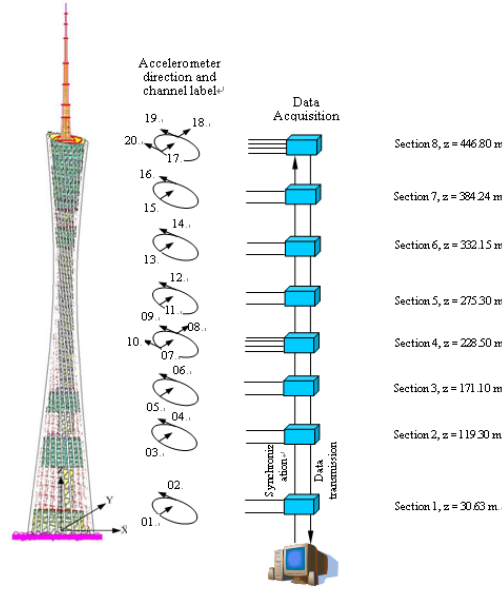 Accelerometer
direction and
channel label↵
Data
Acquisition
19.
18.
20.
17.
Section 8, z = 446.80 m
16.
15.
Section 7, z = 384.24 m
14.
13.
Section 6, z = 332.15 m
12.
11.
Section 5, z = 275.30 m
09.
08.
10.
07.
Section 4, z = 228.50 m
06.
05.
Section 3, z = 171.10 m
04.
03.
Section 2, z = 119.30 m
Synchroniz
ation↵
Data
transmission
02.
01.
Section 1, z = 30.63 m.
Z
Y
X